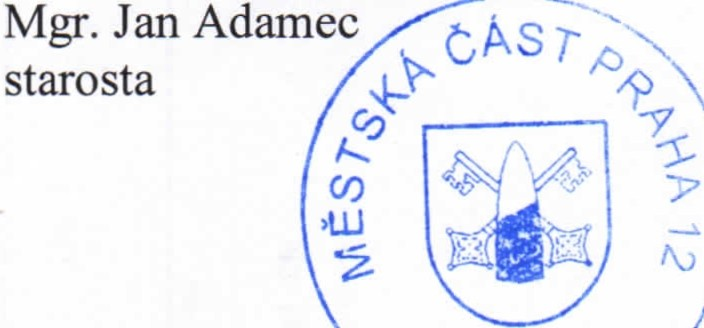 Mgr. Jan Adamec
starosta
MĚSTSKÁ ČÁST PRAHA 12